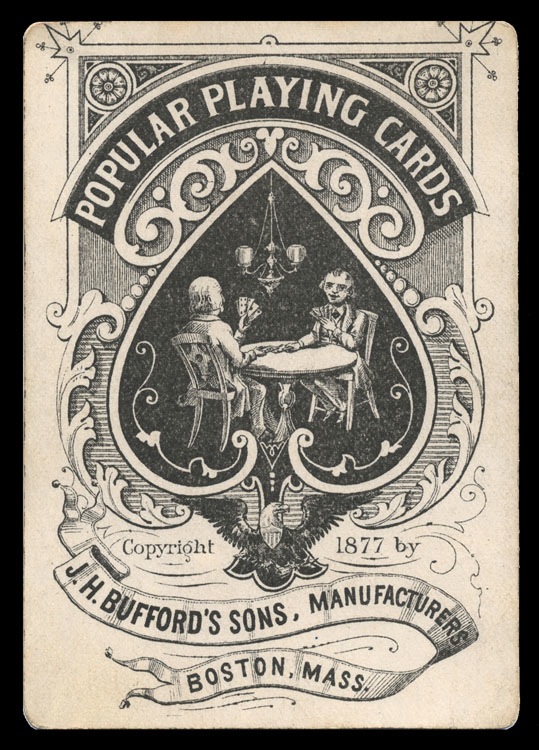 POPULAR PLAYING CARDS
Copyright 1877 by
J. H. BUFFORD'S SONS, MANUFACTURERS
BOSTON, MASS.